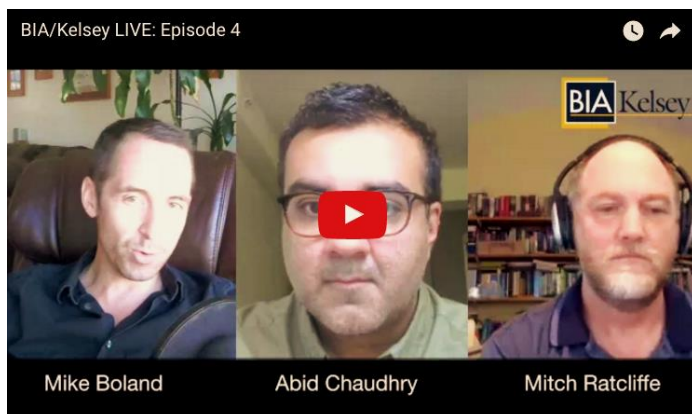 BIA/Kelsey LIVE: Episode 4
BIA Kelsey
Mike Boland
Abid Chaudhry
Mitch Ratcliffe